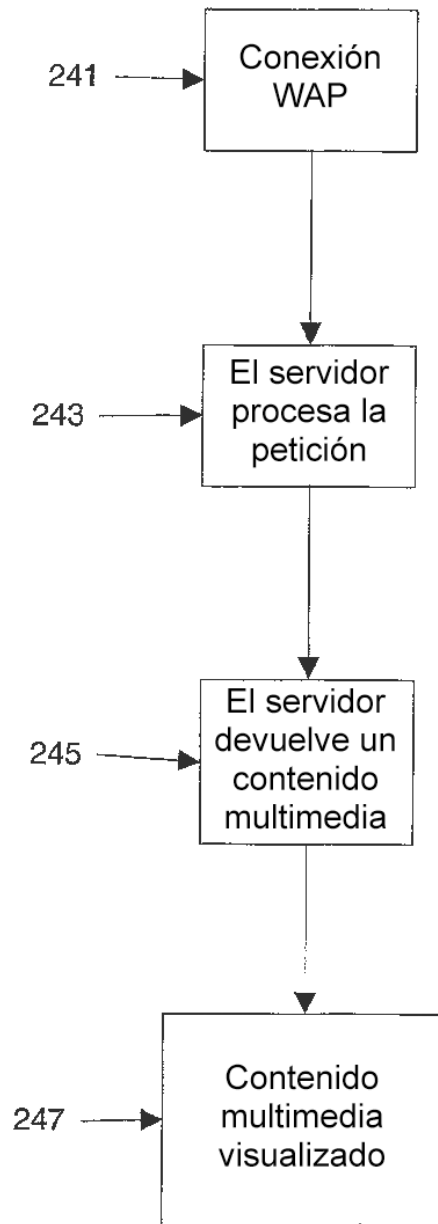 241
Conexión
WAP
243
El servidor
procesa la
petición
245
El servidor
devuelve un
contenido
multimedia
247
Contenido
multimedia
visualizado